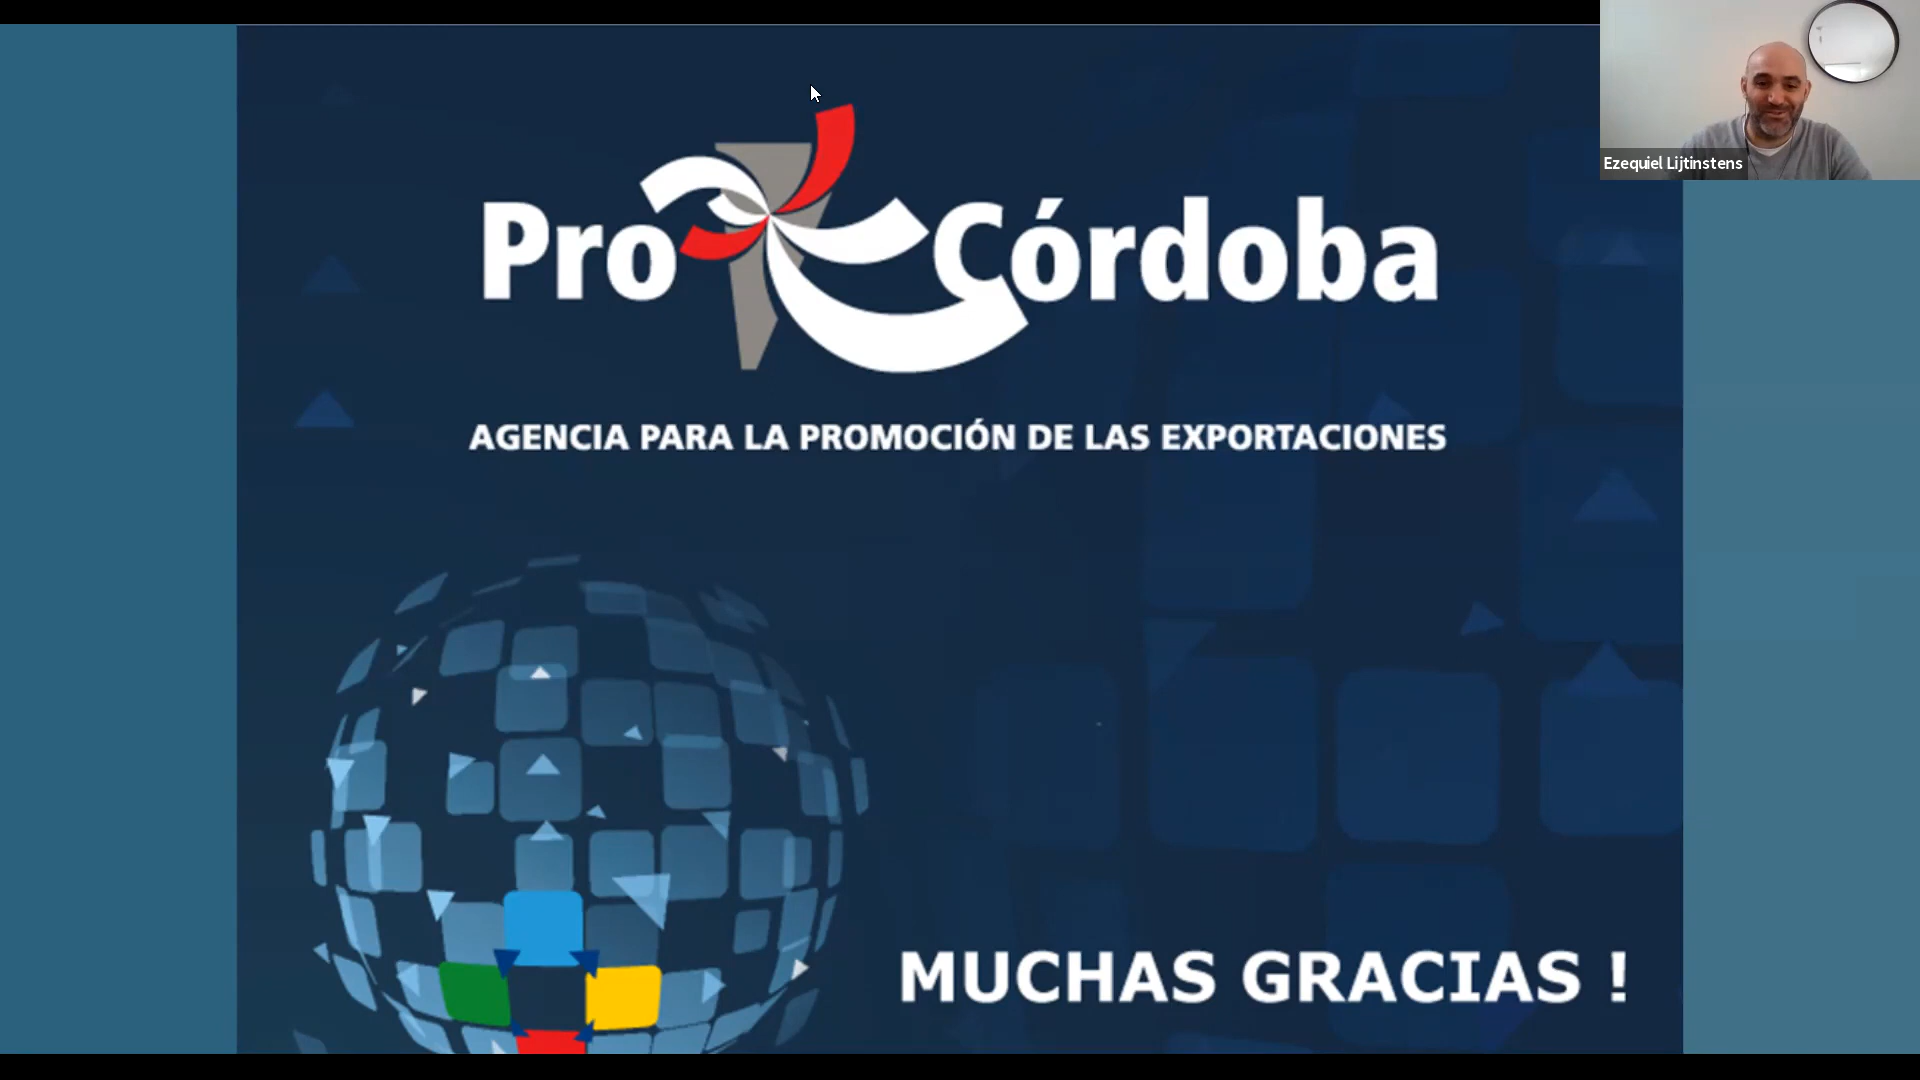 Ezequiel Lijtinstens
Pro Córdoba
AGENCIA PARA LA PROMOCIÓN DE LAS EXPORTACIONES
MUCHAS GRACIAS !